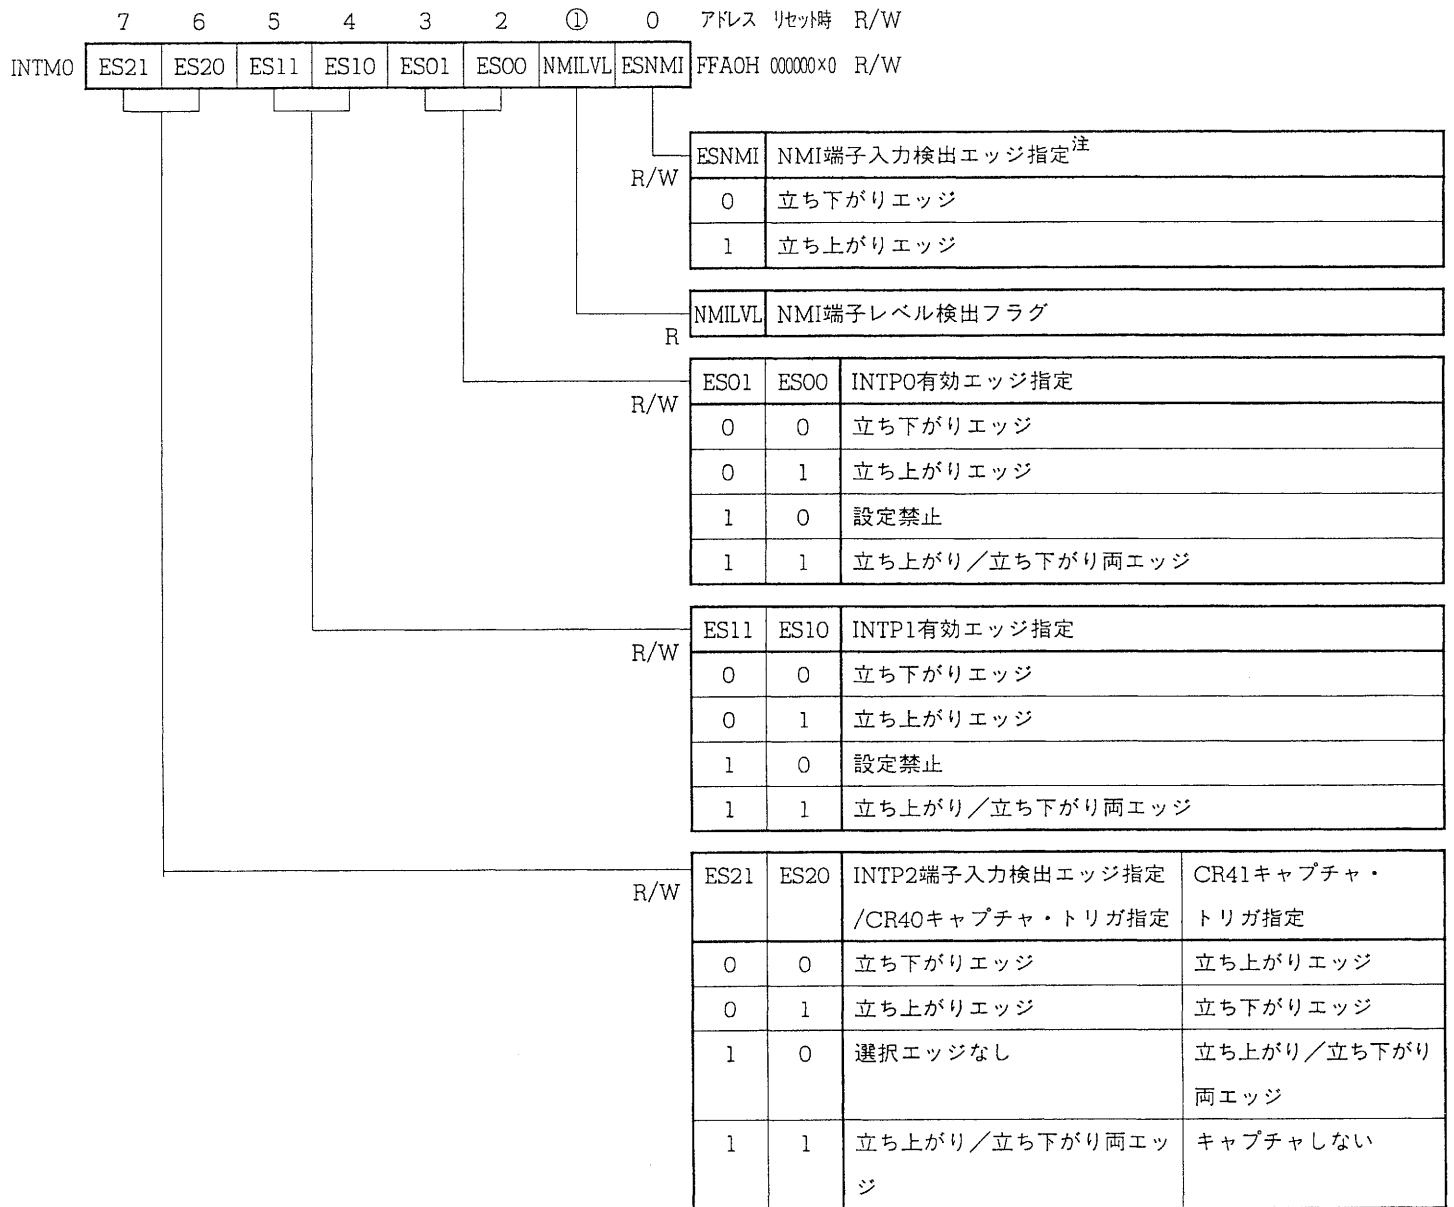 7 6 5 4 3 2 ① 0 アドレス リセット時 R/W
INTM0 ES21 ES20 ES11 ES10 ES01 ES00 NMILVL ESNMI FFA0H 000000×0 R/W
ESNMI NMI端子入力検出エッジ指定注
R/W
0 立ち下がりエッジ
1 立ち上がりエッジ
NMILVL NMI端子レベル検出フラグ
R
ES01 ES00 INTP0有効エッジ指定
R/W
0 0 立ち下がりエッジ
0 1 立ち上がりエッジ
1 0 設定禁止
1 1 立ち上がり／立ち下がり両エッジ
ES11 ES10 INTP1有効エッジ指定
R/W
0 0 立ち下がりエッジ
0 1 立ち上がりエッジ
1 0 設定禁止
1 1 立ち上がり／立ち下がり両エッジ
ES21 ES20 INTP2端子入力検出エッジ指定 CR41キャプチャ・
R/W
/CR40キャプチャ・トリガ指定 トリガ指定
0 0 立ち下がりエッジ 立ち上がりエッジ
0 1 立ち上がりエッジ 立ち下がりエッジ
1 0 選択エッジなし 立ち上がり／立ち下がり
両エッジ
1 1 立ち上がり／立ち下がり両エッ キャプチャしない
ジ